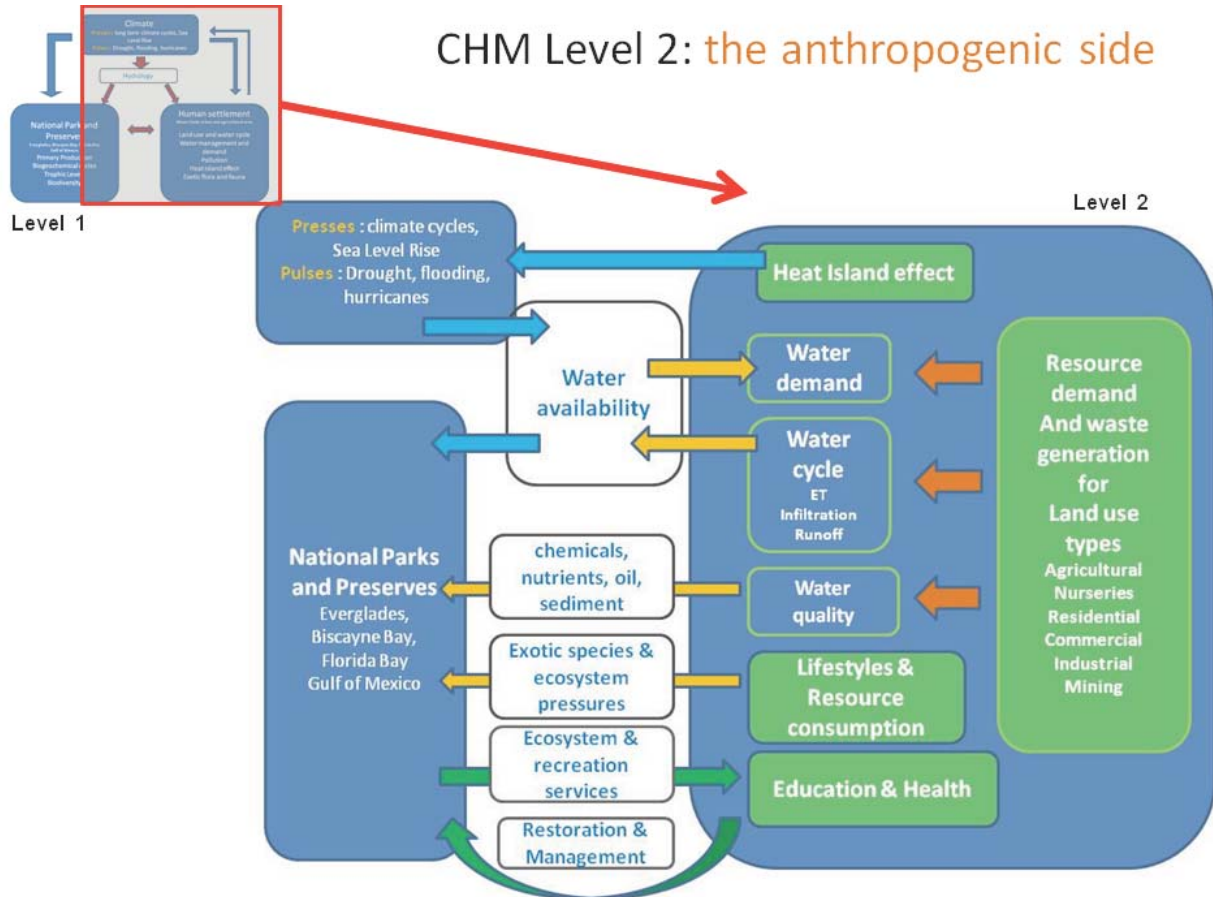 CHM Level 2: the anthropogenic side
Climate
Presses : long term climate cycles, Sea
Level Rise
Pulses : Drought, flooding, hurricanes
Hydrology
National Park and
Preserves
Primary Production
Biogeochemical cycles
Trophic Level
Biodiversity
Human settlement
Land use and water cycle
Water management and
demand
Pollution
Heat island effect
Exotic flora and fauna
Level 1
Level 2
Presses : climate cycles,
Sea Level Rise
Pulses : Drought, flooding,
hurricanes
Heat Island effect
Water
availability
Water
demand
Water
cycle
ET
Infiltration
Runoff
Water
quality
Resource
demand
And waste
generation
for
Land use
types
Agricultural
Nurseries
Residential
Commercial
Industrial
Mining
National Parks
and Preserves
Everglades,
Biscayne Bay,
Florida Bay
Gulf of Mexico
chemicals,
nutrients, oil,
sediment
Exotic species &
ecosystem
pressures
Lifestyles &
Resource
consumption
Ecosystem &
recreation
services
Education & Health
Restoration &
Management